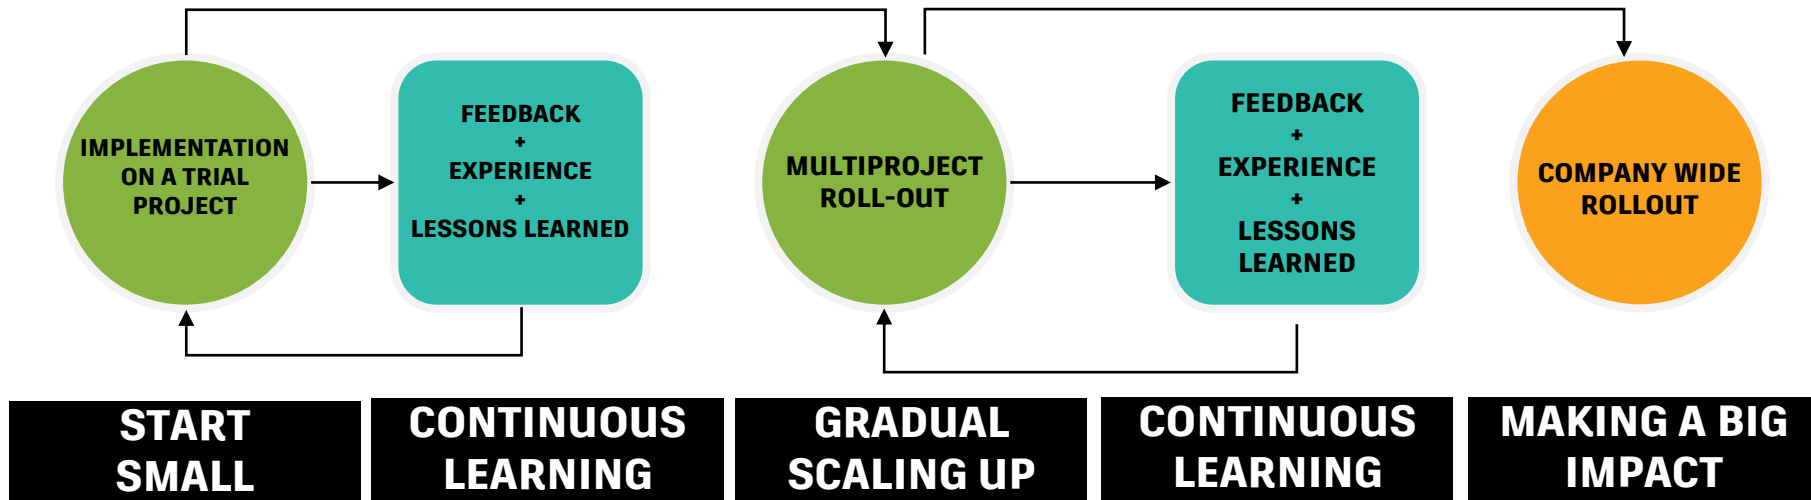 IMPLEMENTATION
ON A TRIAL
PROJECT
FEEDBACK
+
EXPERIENCE
+
LESSONS LEARNED
MULTIPROJECT
ROLL-OUT
FEEDBACK
+
EXPERIENCE
+
LESSONS
LEARNED
COMPANY WIDE
ROLLOUT
START
SMALL
CONTINUOUS
LEARNING
GRADUAL
SCALING UP
CONTINUOUS
LEARNING
MAKING A BIG
IMPACT